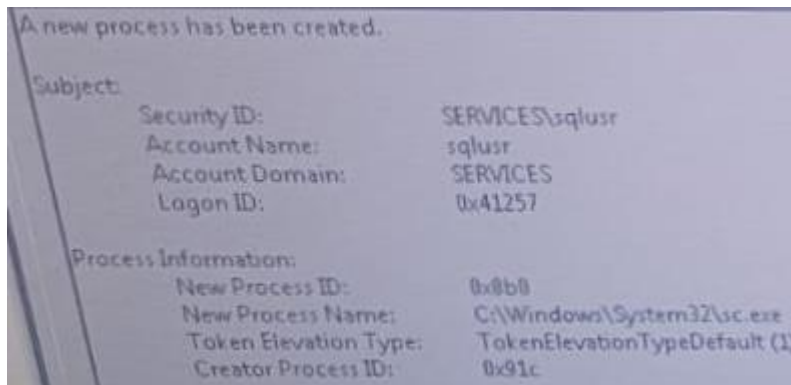 A new process has been created.
Subject:
Security ID: SERVICES\sqlusr
Account Name: sqlusr
Account Domain: SERVICES
Logon ID: 0x41257
Process Information:
New Process ID: 0x8b0
New Process Name: C:\Windows\System32\sc.exe
Token Elevation Type: TokenElevationTypeDefault (1)
Creator Process ID: 0x91c